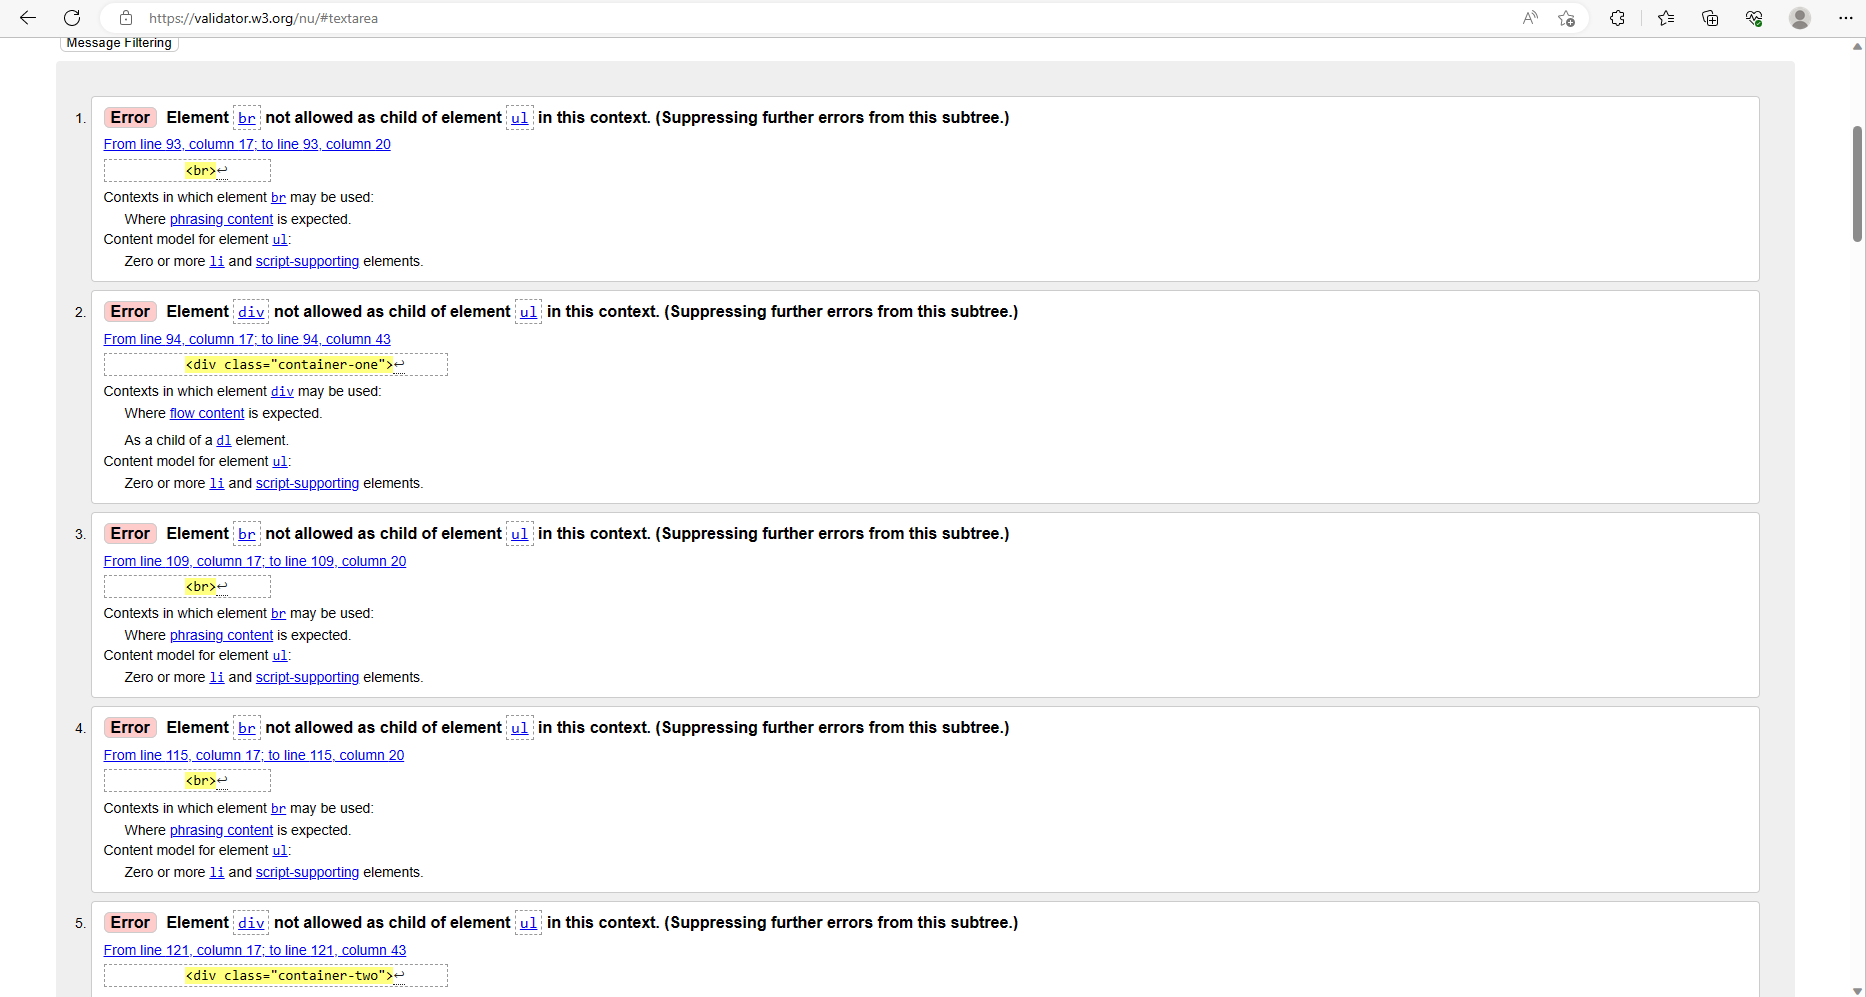 https://validator.w3.org/nu/#textarea
Message Filtering
1. Error Element br not allowed as child of element ul in this context. (Suppressing further errors from this subtree.)
From line 93, column 17; to line 93, column 20
<br>↩
Contexts in which element br may be used:
Where phrasing content is expected.
Content model for element ul:
Zero or more li and script-supporting elements.
2. Error Element div not allowed as child of element ul in this context. (Suppressing further errors from this subtree.)
From line 94, column 17; to line 94, column 43
<div class="container-one">↩
Contexts in which element div may be used:
Where flow content is expected.
As a child of a dl element.
Content model for element ul:
Zero or more li and script-supporting elements.
3. Error Element br not allowed as child of element ul in this context. (Suppressing further errors from this subtree.)
From line 109, column 17; to line 109, column 20
<br>↩
Contexts in which element br may be used:
Where phrasing content is expected.
Content model for element ul:
Zero or more li and script-supporting elements.
4. Error Element br not allowed as child of element ul in this context. (Suppressing further errors from this subtree.)
From line 115, column 17; to line 115, column 20
<br>↩
Contexts in which element br may be used:
Where phrasing content is expected.
Content model for element ul:
Zero or more li and script-supporting elements.
5. Error Element div not allowed as child of element ul in this context. (Suppressing further errors from this subtree.)
From line 121, column 17; to line 121, column 43
<div class="container-two">↩